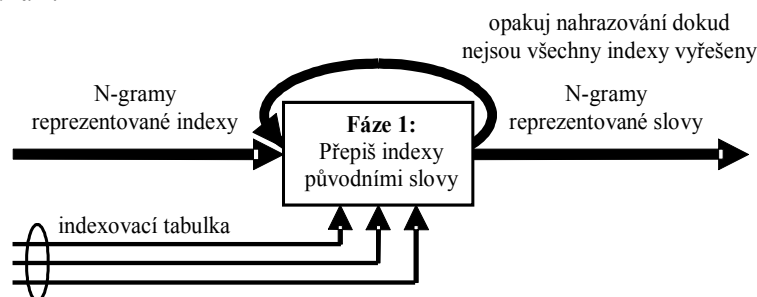 opakuj nahrazování dokud
nejsou všechny indexy vyřešeny
N-gramy
reprezentované indexy
Fáze 1:
Přepiš indexy
původními slovy
N-gramy
reprezentované slovy
indexovací tabulka